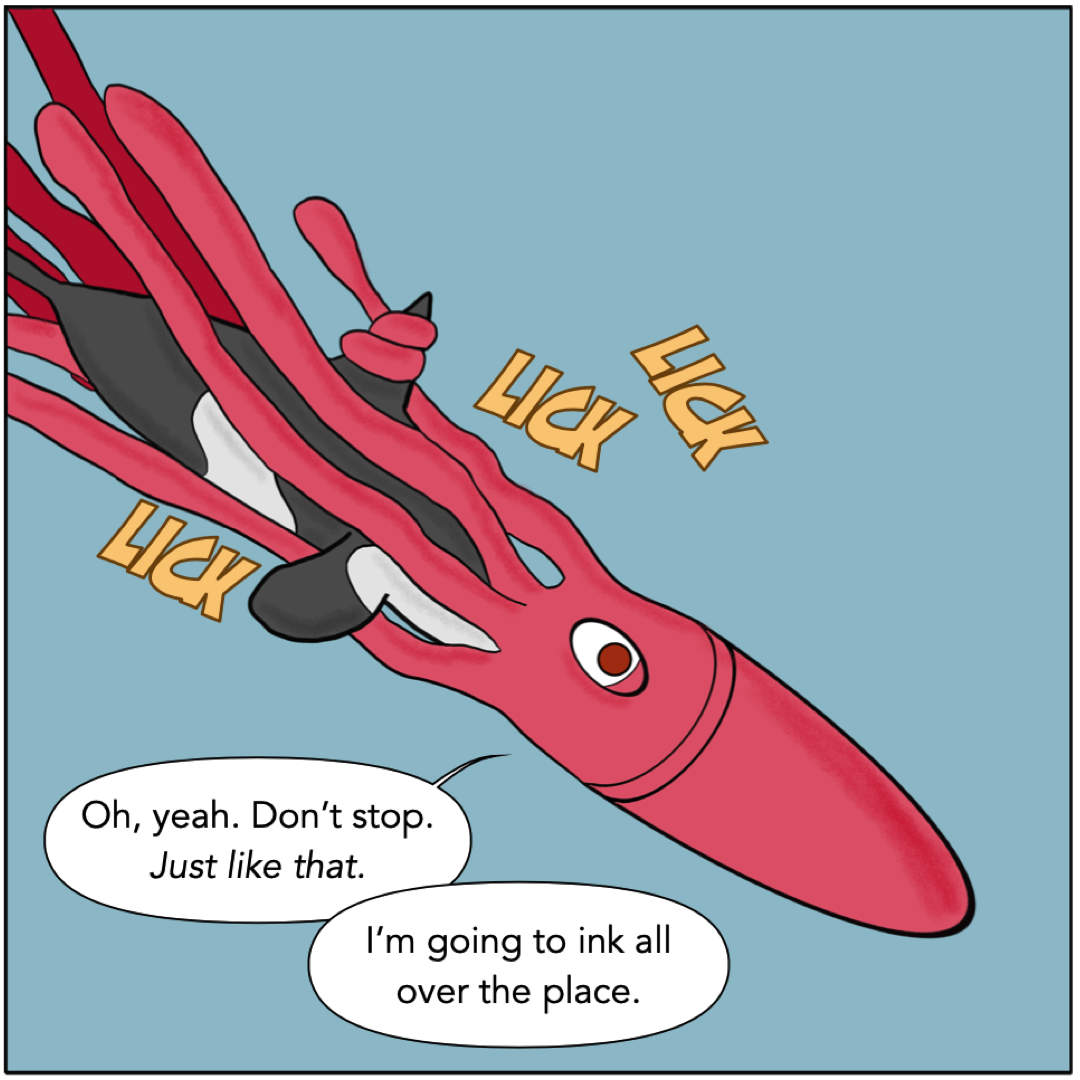 LICK
LICK
LICK
Oh, yeah. Don’t stop.
Just like that.
I’m going to ink all
over the place.